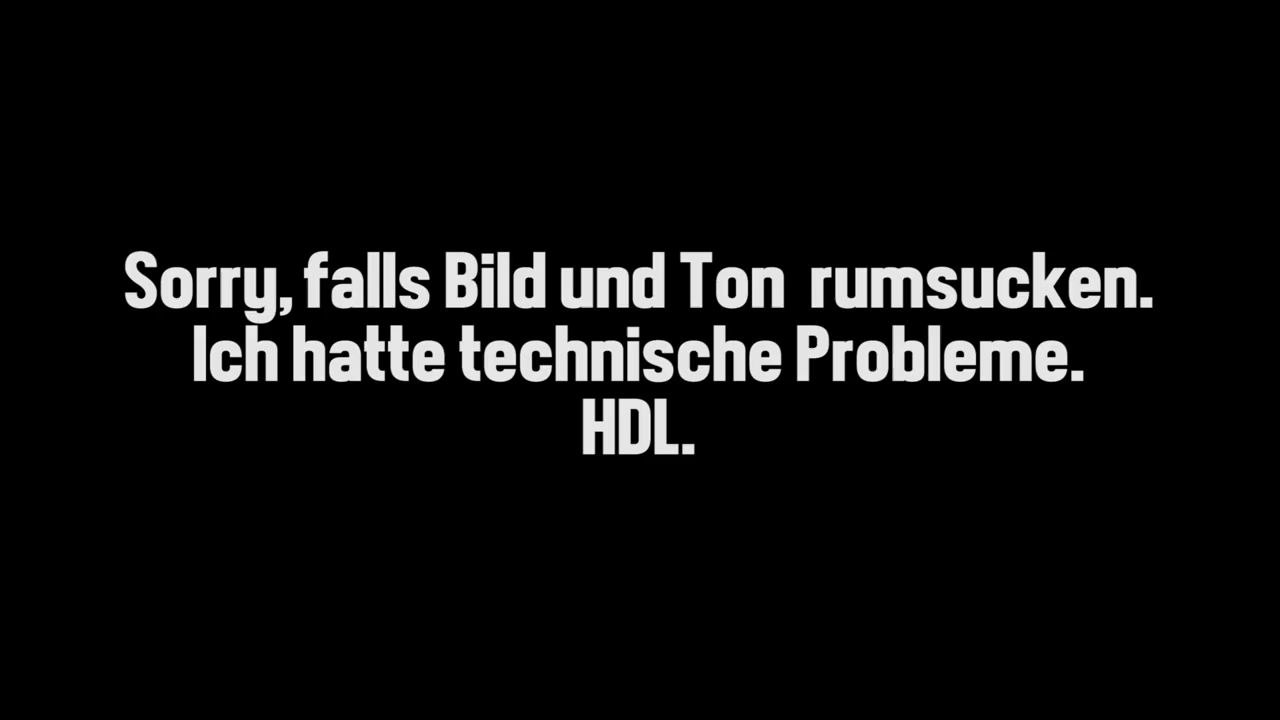 Sorry, falls Bild und Ton rumsucken.
Ich hatte technische Probleme.
HDL.